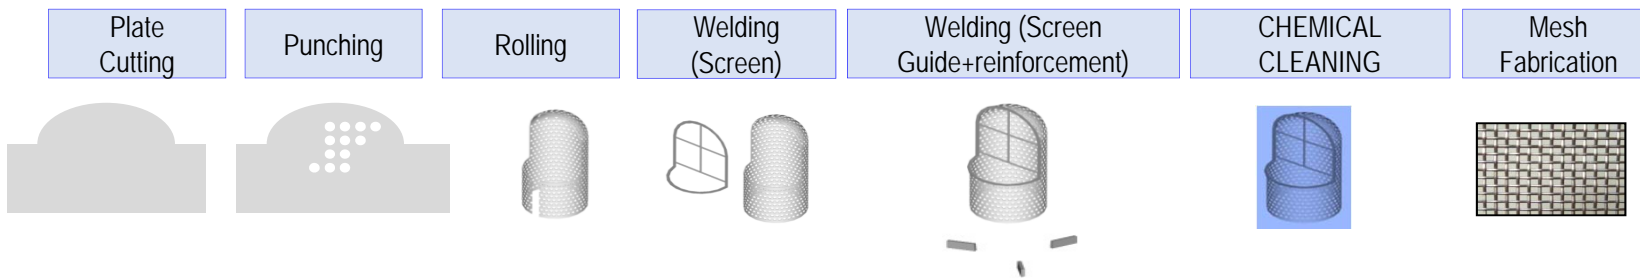 Plate
Cutting
Punching
Rolling
Welding
(Screen)
Welding (Screen
Guide+reinforcement)
CHEMICAL
CLEANING
Mesh
Fabrication